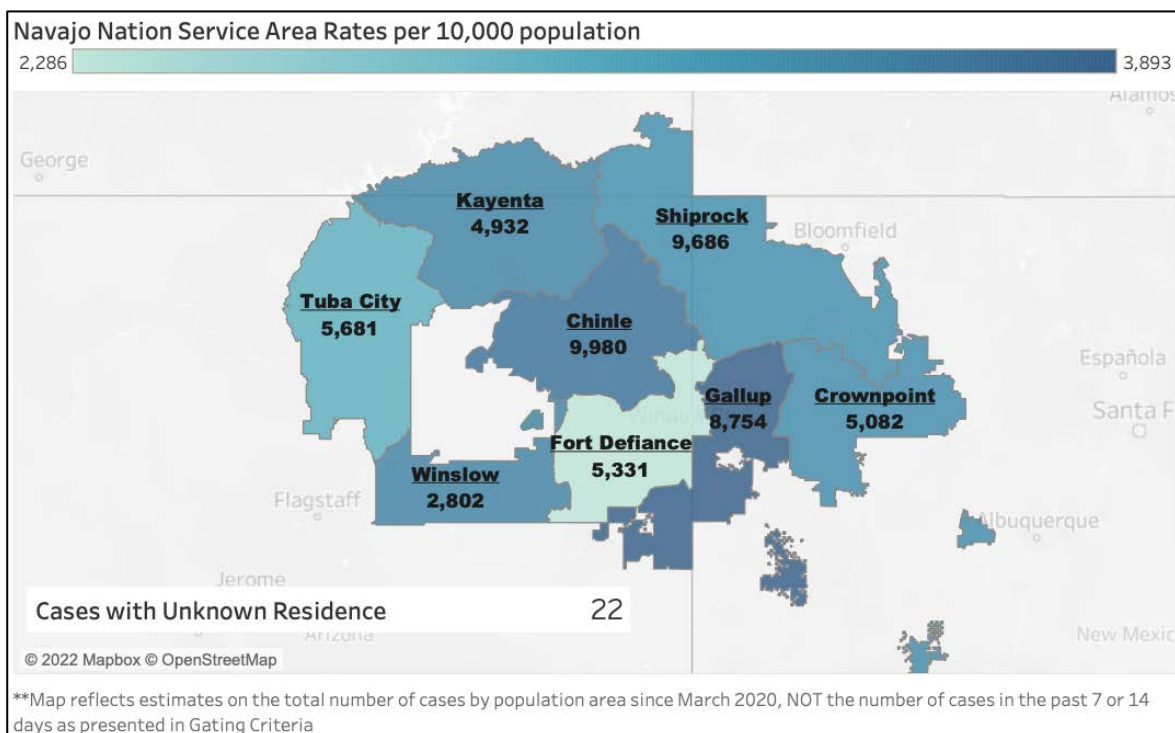 Navajo Nation Service Area Rates per 10,000 population
2,286
3,893
Alamos
George
Kayenta
4,932
Shiprock
9,686
Bloomfield
Tuba City
5,681
Chinle
9,980
Española
Gallup
8,754
Crownpoint
5,082
Santa F
Window
Fort Defiance
5,331
Winslow
2,802
Flagstaff
Albuquerque
Jerome
Cases with Unknown Residence 22
Arizona
New Mexic
© 2022 Mapbox © OpenStreetMap
**Map reflects estimates on the total number of cases by population area since March 2020, NOT the number of cases in the past 7 or 14
days as presented in Gating Criteria